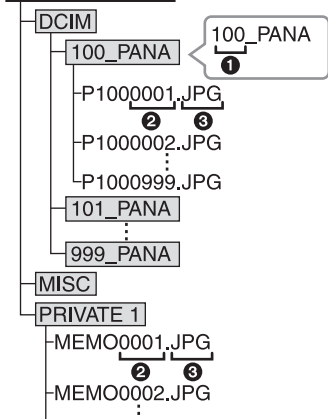 DCIM
100_PANA
100_PANA
❶
P1000001.JPG
❷ ❸
P1000002.JPG
P1000999.JPG
101_PANA
999_PANA
MISC
PRIVATE 1
MEMO0001.JPG
❷ ❸
MEMO0002.JPG